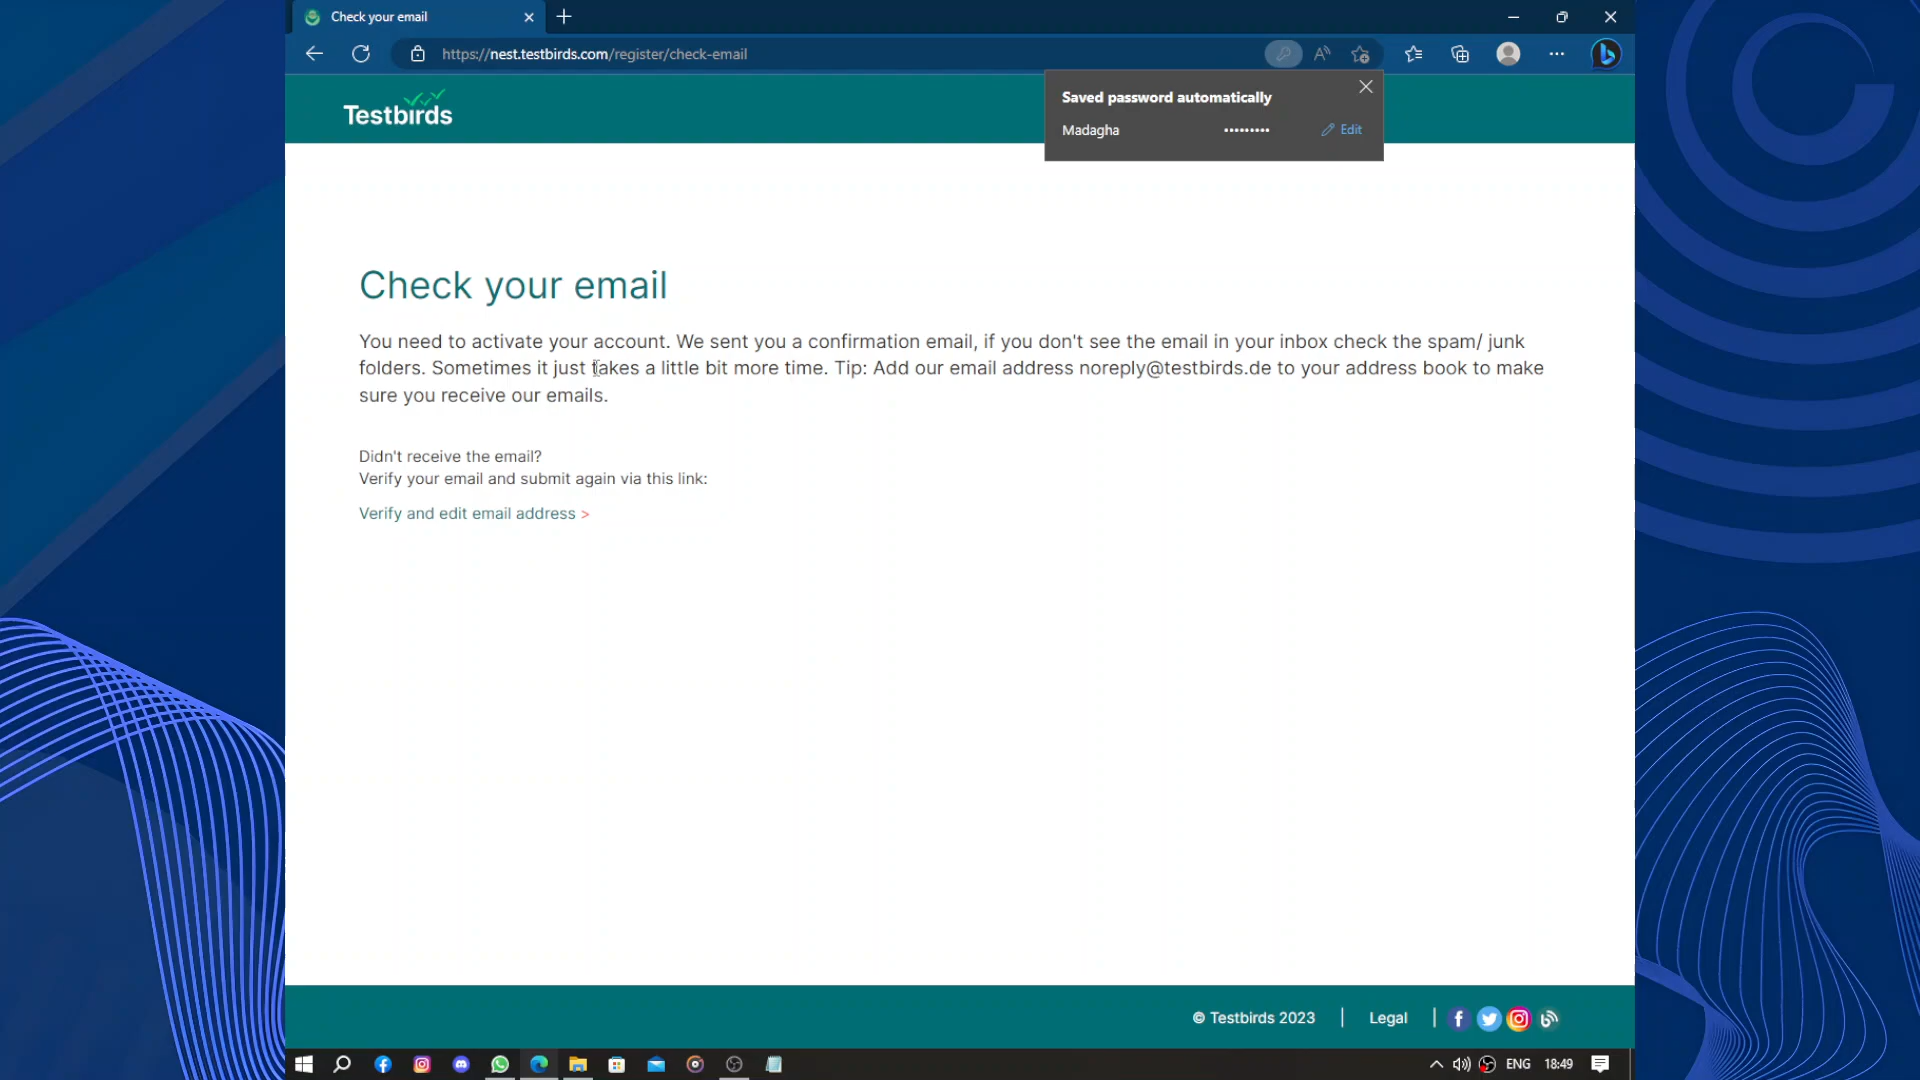 Check your email
https://nest.testbirds.com/register/check-email
Saved password automatically
Madagha ••••••••• Edit
Testbirds
Check your email
You need to activate your account. We sent you a confirmation email, if you don't see the email in your inbox check the spam/ junk
folders. Sometimes it just takes a little bit more time. Tip: Add our email address noreply@testbirds.de to your address book to make
sure you receive our emails.
Didn't receive the email?
Verify your email and submit again via this link:
Verify and edit email address >
© Testbirds 2023 | Legal |
ENG 18:49